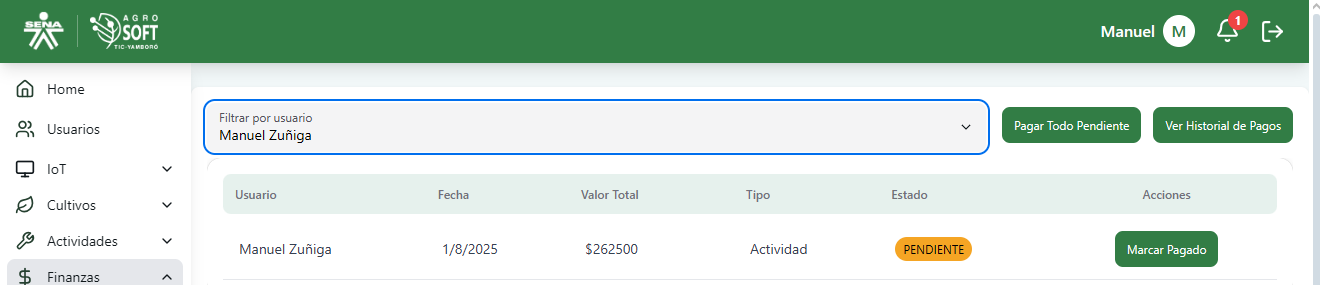 SENA
AGRO
SOFT
TIC-YAMBORÓ
Manuel M 1
Home
Usuarios
IoT
Cultivos
Actividades
Finanzas
Filtrar por usuario
Manuel Zuñiga
Pagar Todo Pendiente
Ver Historial de Pagos
Usuario Fecha Valor Total Tipo Estado Acciones
Manuel Zuñiga 1/8/2025 $262500 Actividad PENDIENTE Marcar Pagado